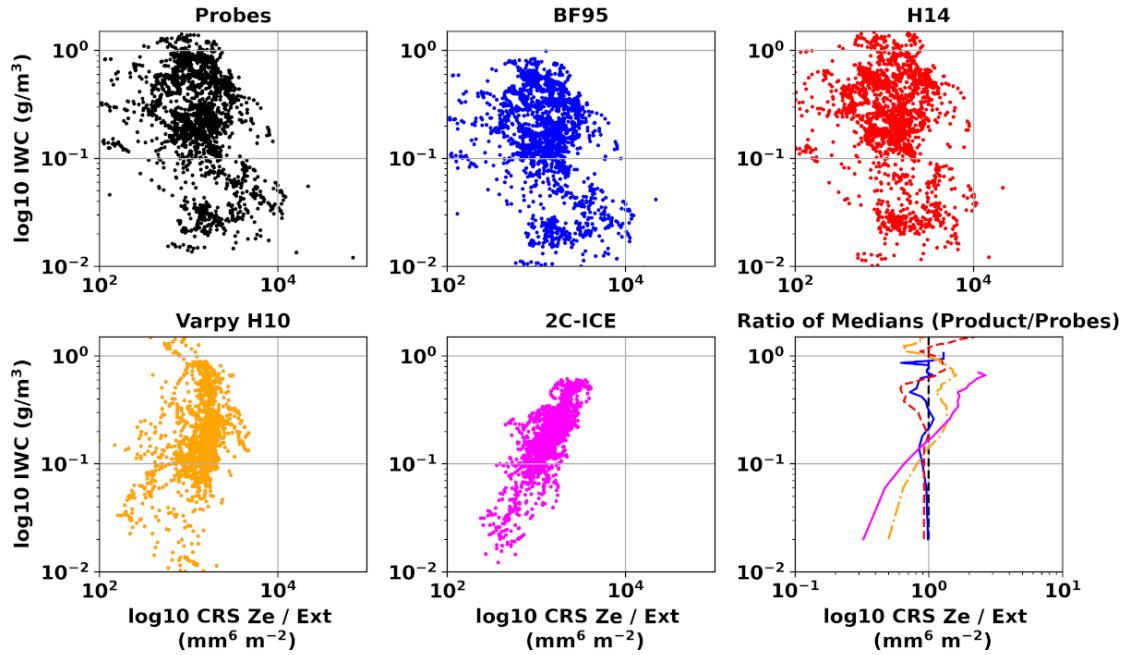 Probes
BF95
H14
log10 IWC (g/m³)
10⁰
10⁻¹
10⁻²
10²
10⁴
10²
10⁴
10²
10⁴
Varpy H10
2C-ICE
Ratio of Medians (Product/Probes)
log10 IWC (g/m³)
10⁰
10⁻¹
10⁻²
10⁰
10⁻¹
10⁻²
10⁰
10⁻¹
10⁻²
10⁰
10⁻¹
10⁻²
10⁰
10⁻¹
10⁻²
10²
10⁴
10²
10⁴
10⁻¹
10⁰
10¹
log10 CRS Ze / Ext
(mm⁶ m⁻²)
log10 CRS Ze / Ext
(mm⁶ m⁻²)
log10 CRS Ze / Ext
(mm⁶ m⁻²)